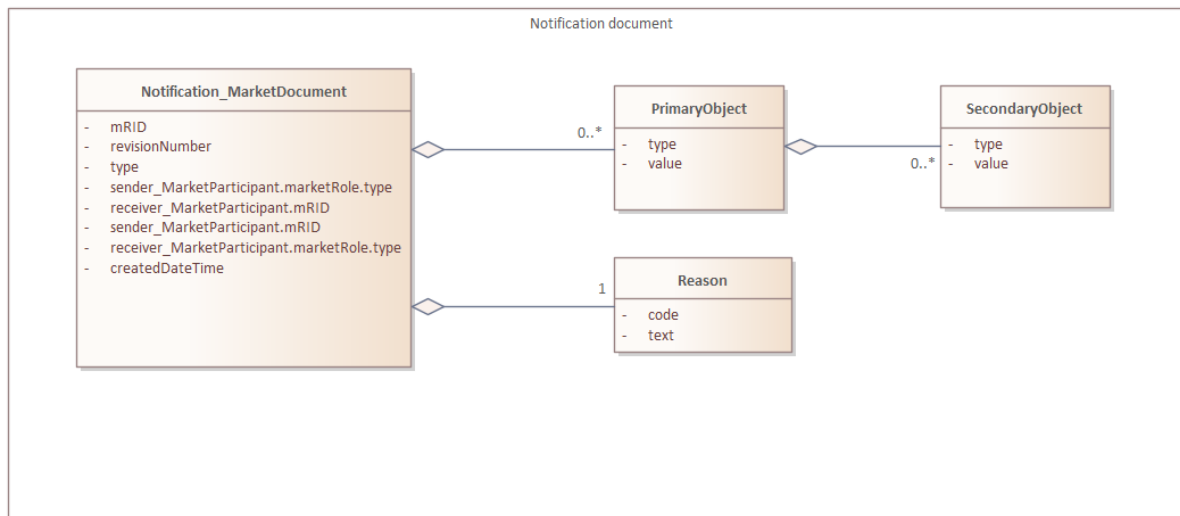 Notification document
Notification_MarketDocument
- mRID
- revisionNumber
- type
- sender_MarketParticipant.marketRole.type
- receiver_MarketParticipant.mRID
- sender_MarketParticipant.mRID
- receiver_MarketParticipant.marketRole.type
- createdDateTime
0..*
PrimaryObject
- type
- value
0..*
SecondaryObject
- type
- value
1
Reason
- code
- text